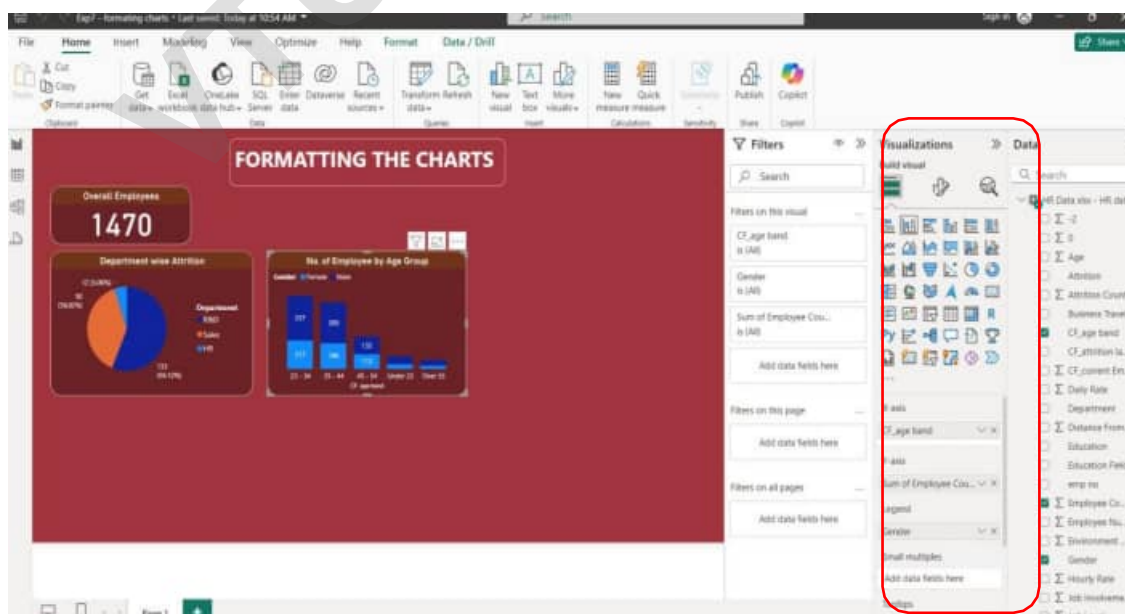 Exp7 - formating charts • Last saved: Today at 10:54 AM
Search
Sign in
File Home Insert Modeling View Optimize Help Format Data / Drill
Share
Cut
Copy
Format painter
Get data
Excel workbook
OneLake data hub
SQL Server
Enter data
Dataverse
Recent sources
Transform data
Refresh
New visual
Text box
More visuals
New measure
Quick measure
Publish
Copilot
Clipboard
Data
Queries
Insert
Calculations
Sensitivity
Share
Copilot
FORMATTING THE CHARTS
Overall Employees
1470
Department wise Attrition
Department
R&D
Sales
HR
133
No. of Employee by Age Group
Gender Female Male
25 - 34 35 - 44 45 - 54 Under 25 Over 55
Filters
Search
Filters on this visual
CF_age band
is (All)
Gender
is (All)
Sum of Employee Cou...
is (All)
Add data fields here
Filters on this page
Add data fields here
Filters on all pages
Add data fields here
Visualizations
Build visual
X-axis
CF_age band
Y-axis
Sum of Employee Cou...
Legend
Gender
Small multiples
Add data fields here
Tooltips
Data
Search
HR Data.xlsx - HR dat
-2
0
Age
Attrition
Attrition Count
Business Travel
CF_age band
CF_attrition la...
CF_current Em...
Daily Rate
Department
Distance From
Education
Education Field
emp no
Employee Co...
Employee Nu...
Environment ...
Gender
Hourly Rate
Job Involveme...
Page 1